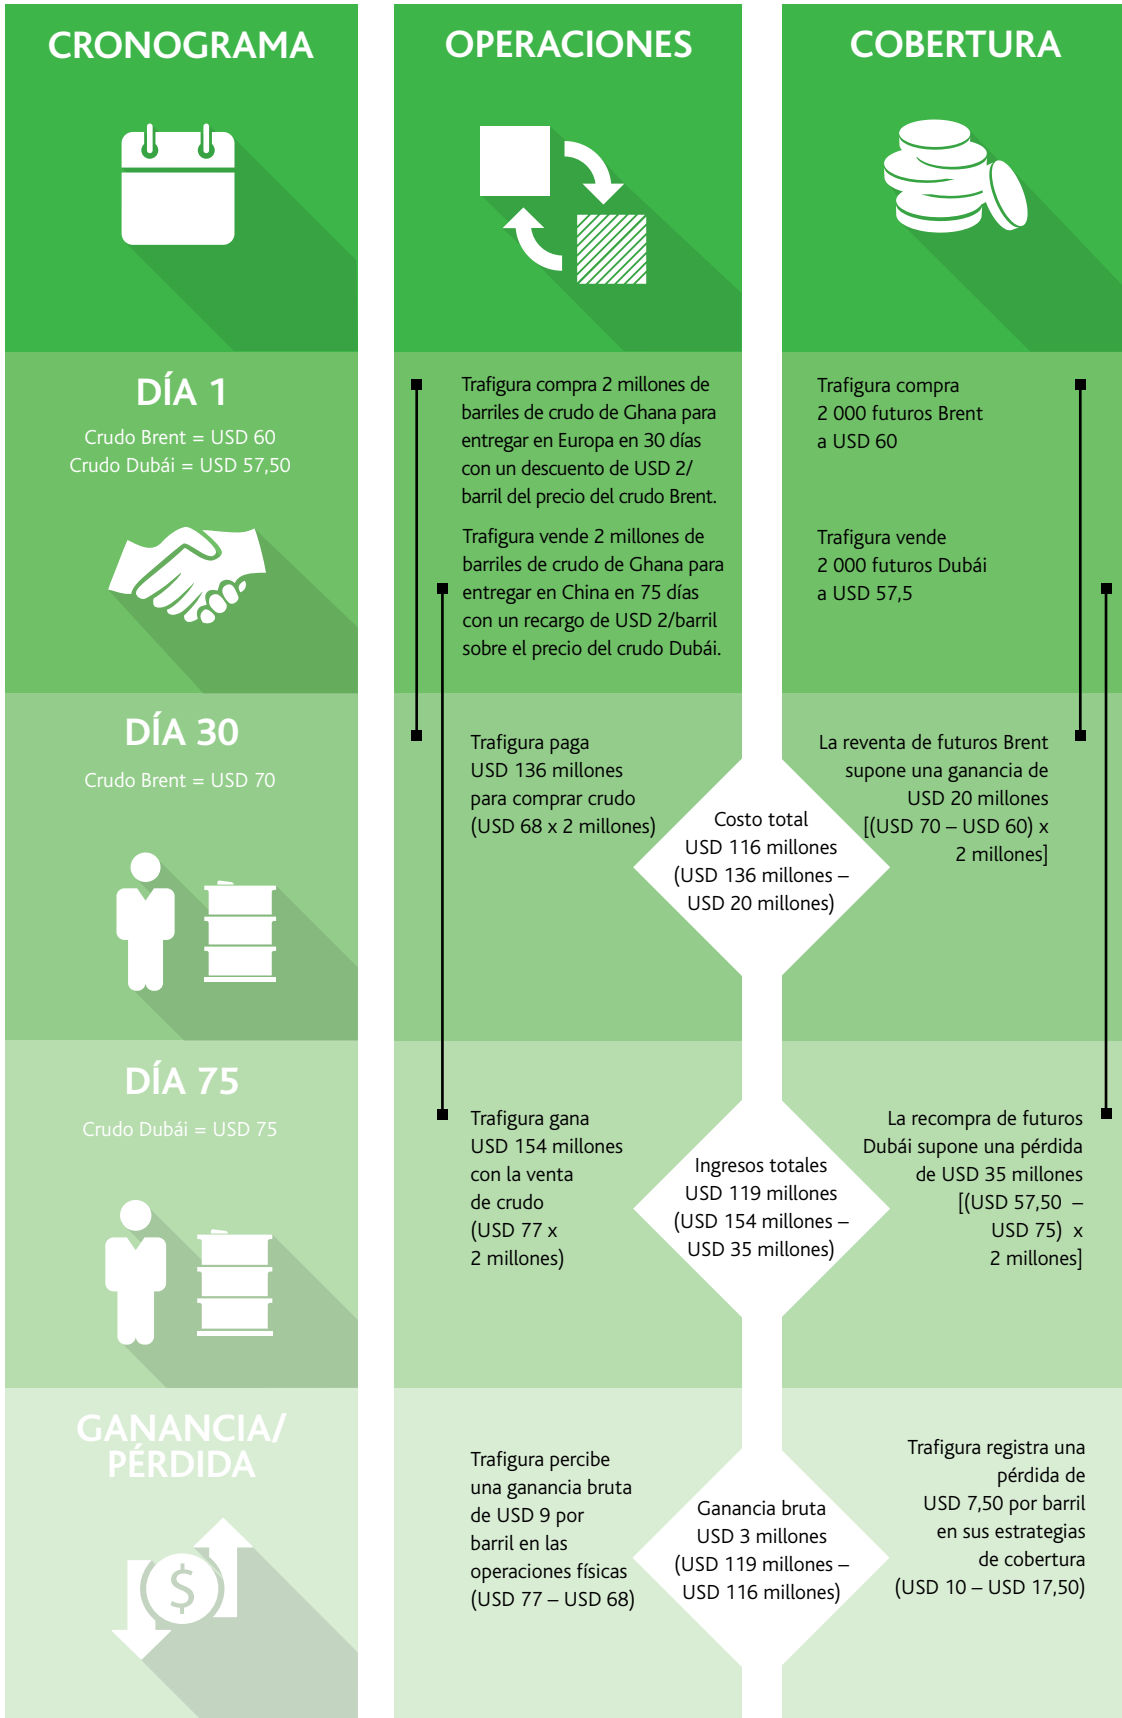 CRONOGRAMA
OPERACIONES
COBERTURA
DÍA 1
Crudo Brent = USD 60
Crudo Dubái = USD 57,50
Trafigura compra 2 millones de
barriles de crudo de Ghana para
entregar en Europa en 30 días
con un descuento de USD 2/
barril del precio del crudo Brent.
Trafigura vende 2 millones de
barriles de crudo de Ghana para
entregar en China en 75 días
con un recargo de USD 2/barril
sobre el precio del crudo Dubái.
Trafigura compra
2 000 futuros Brent
a USD 60
Trafigura vende
2 000 futuros Dubái
a USD 57,5
DÍA 30
Crudo Brent = USD 70
Trafigura paga
USD 136 millones
para comprar crudo
(USD 68 x 2 millones)
Costo total
USD 116 millones
(USD 136 millones –
USD 20 millones)
La reventa de futuros Brent
supone una ganancia de
USD 20 millones
[(USD 70 – USD 60) x
2 millones]
DÍA 75
Crudo Dubái = USD 75
Trafigura gana
USD 154 millones
con la venta
de crudo
(USD 77 x
2 millones)
Ingresos totales
USD 119 millones
(USD 154 millones –
USD 35 millones)
La recompra de futuros
Dubái supone una pérdida
de USD 35 millones
[(USD 57,50 –
USD 75) x
2 millones]
GANANCIA/
PÉRDIDA
$
Trafigura percibe
una ganancia bruta
de USD 9 por
barril en las
operaciones físicas
(USD 77 – USD 68)
Ganancia bruta
USD 3 millones
(USD 119 millones –
USD 116 millones)
Trafigura registra una
pérdida de
USD 7,50 por barril
en sus estrategias
de cobertura
(USD 10 – USD 17,50)